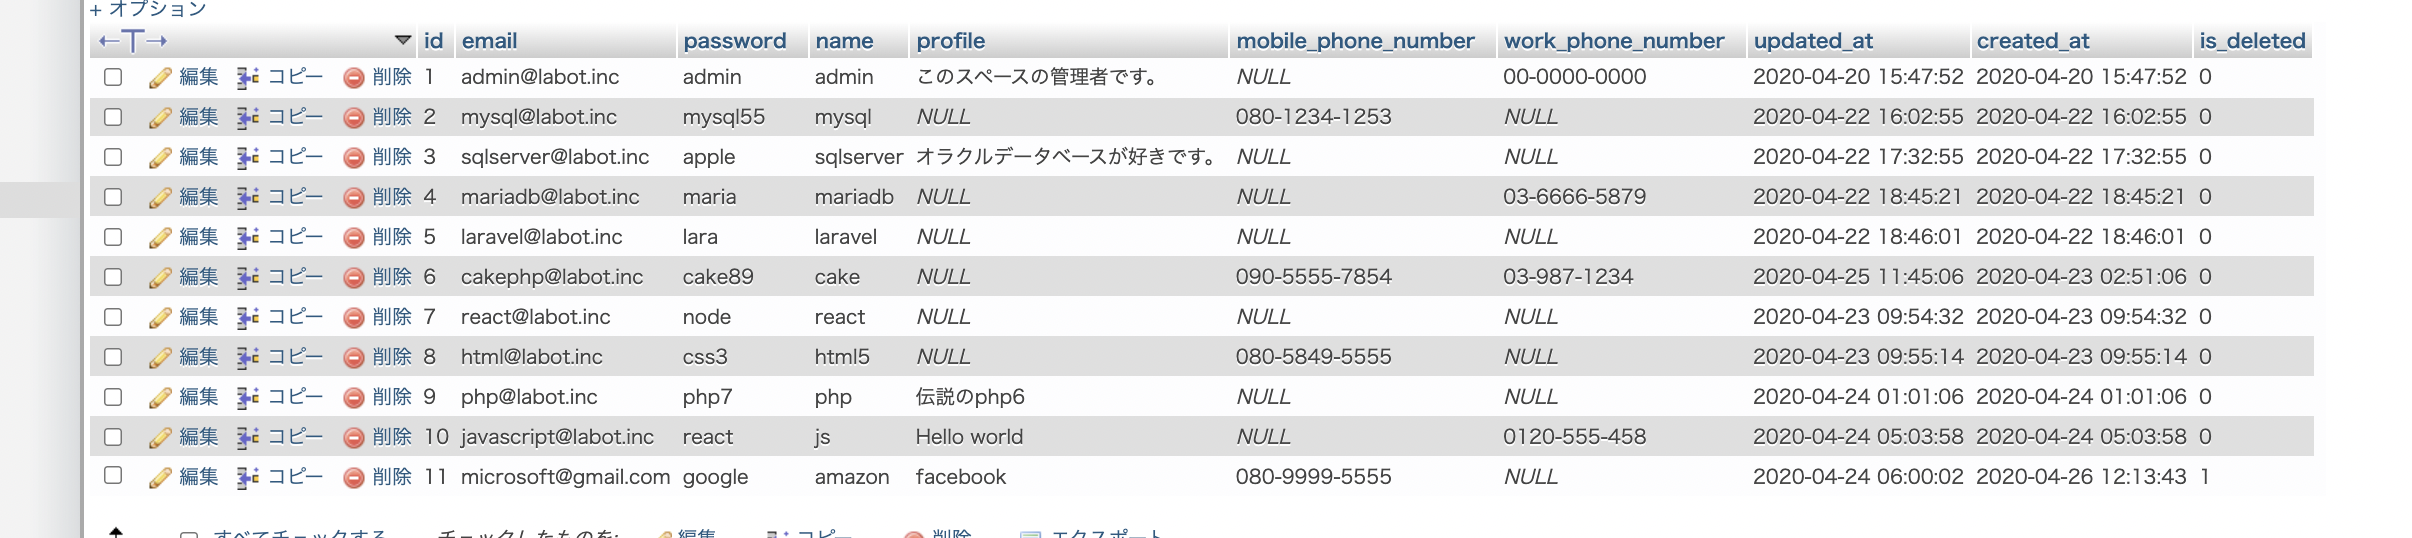 + オプション
←T→ ▼ id email password name profile mobile_phone_number work_phone_number updated_at created_at is_deleted
編集 コピー 削除 1 admin@labot.inc admin admin このスペースの管理者です。 NULL 00-0000-0000 2020-04-20 15:47:52 2020-04-20 15:47:52 0
編集 コピー 削除 2 mysql@labot.inc mysql55 mysql NULL 080-1234-1253 NULL 2020-04-22 16:02:55 2020-04-22 16:02:55 0
編集 コピー 削除 3 sqlserver@labot.inc apple sqlserver オラクルデータベースが好きです。 NULL NULL 2020-04-22 17:32:55 2020-04-22 17:32:55 0
編集 コピー 削除 4 mariadb@labot.inc maria mariadb NULL NULL 03-6666-5879 2020-04-22 18:45:21 2020-04-22 18:45:21 0
編集 コピー 削除 5 laravel@labot.inc lara laravel NULL NULL NULL 2020-04-22 18:46:01 2020-04-22 18:46:01 0
編集 コピー 削除 6 cakephp@labot.inc cake89 cake NULL 090-5555-7854 03-987-1234 2020-04-25 11:45:06 2020-04-23 02:51:06 0
編集 コピー 削除 7 react@labot.inc node react NULL NULL NULL 2020-04-23 09:54:32 2020-04-23 09:54:32 0
編集 コピー 削除 8 html@labot.inc css3 html5 NULL 080-5849-5555 NULL 2020-04-23 09:55:14 2020-04-23 09:55:14 0
編集 コピー 削除 9 php@labot.inc php7 php 伝説のphp6 NULL NULL 2020-04-24 01:01:06 2020-04-24 01:01:06 0
編集 コピー 削除 10 javascript@labot.inc react js Hello world NULL 0120-555-458 2020-04-24 05:03:58 2020-04-24 05:03:58 0
編集 コピー 削除 11 microsoft@gmail.com google amazon facebook 080-9999-5555 NULL 2020-04-24 06:00:02 2020-04-26 12:13:43 1
すべてチェックする チェックしたものを: 編集 コピー 削除 エクスポート